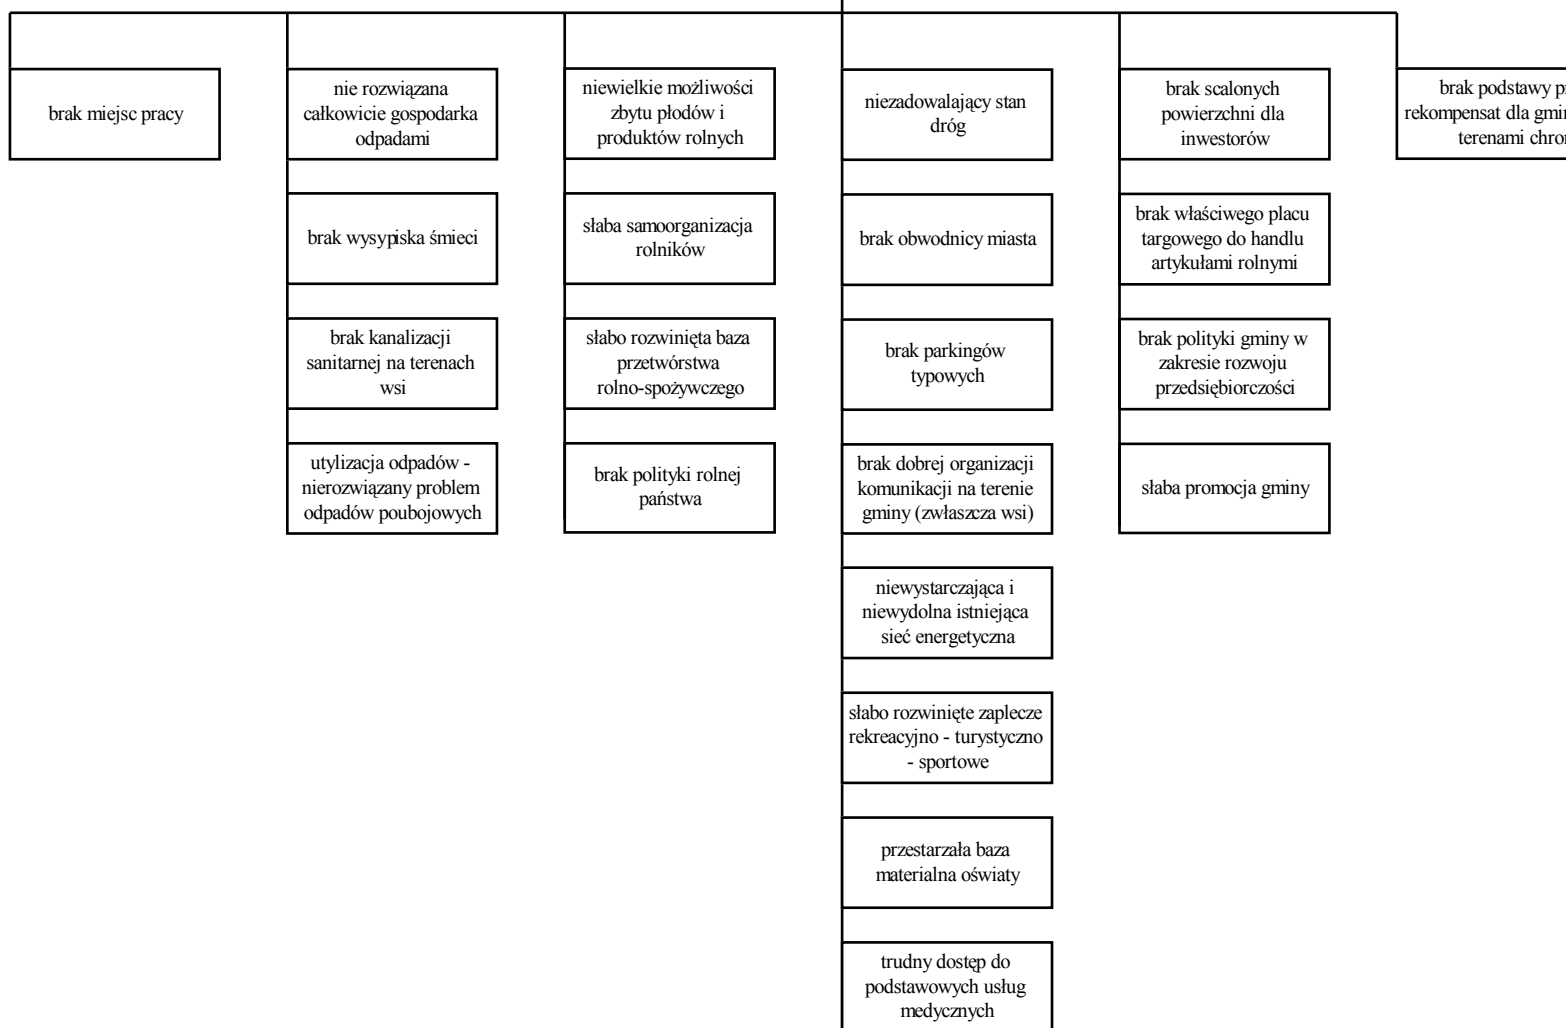 brak miejsc pracy
nie rozwiązana
całkowicie gospodarka
odpadami
brak wysypiska śmieci
brak kanalizacji
sanitarnej na terenach
wsi
utylizacja odpadów -
nierozwiązany problem
odpadów poubojowych
niewielkie możliwości
zbytu płodów i
produktów rolnych
słaba samoorganizacja
rolników
słabo rozwinięta baza
przetwórstwa
rolno-spożywczego
brak polityki rolnej
państwa
niezadowalający stan
dróg
brak obwodnicy miasta
brak parkingów
typowych
brak dobrej organizacji
komunikacji na terenie
gminy (zwłaszcza wsi)
niewystarczająca i
niewydolna istniejąca
sieć energetyczna
słabo rozwinięte zaplecze
rekreacyjno - turystyczno
- sportowe
przestarzała baza
materialna oświaty
trudny dostęp do
podstawowych usług
medycznych
brak scalonych
powierzchni dla
inwestorów
brak właściwego placu
targowego do handlu
artykułami rolnymi
brak polityki gminy w
zakresie rozwoju
przedsiębiorczości
słaba promocja gminy
brak podstawy
rekompensat dla
terenami